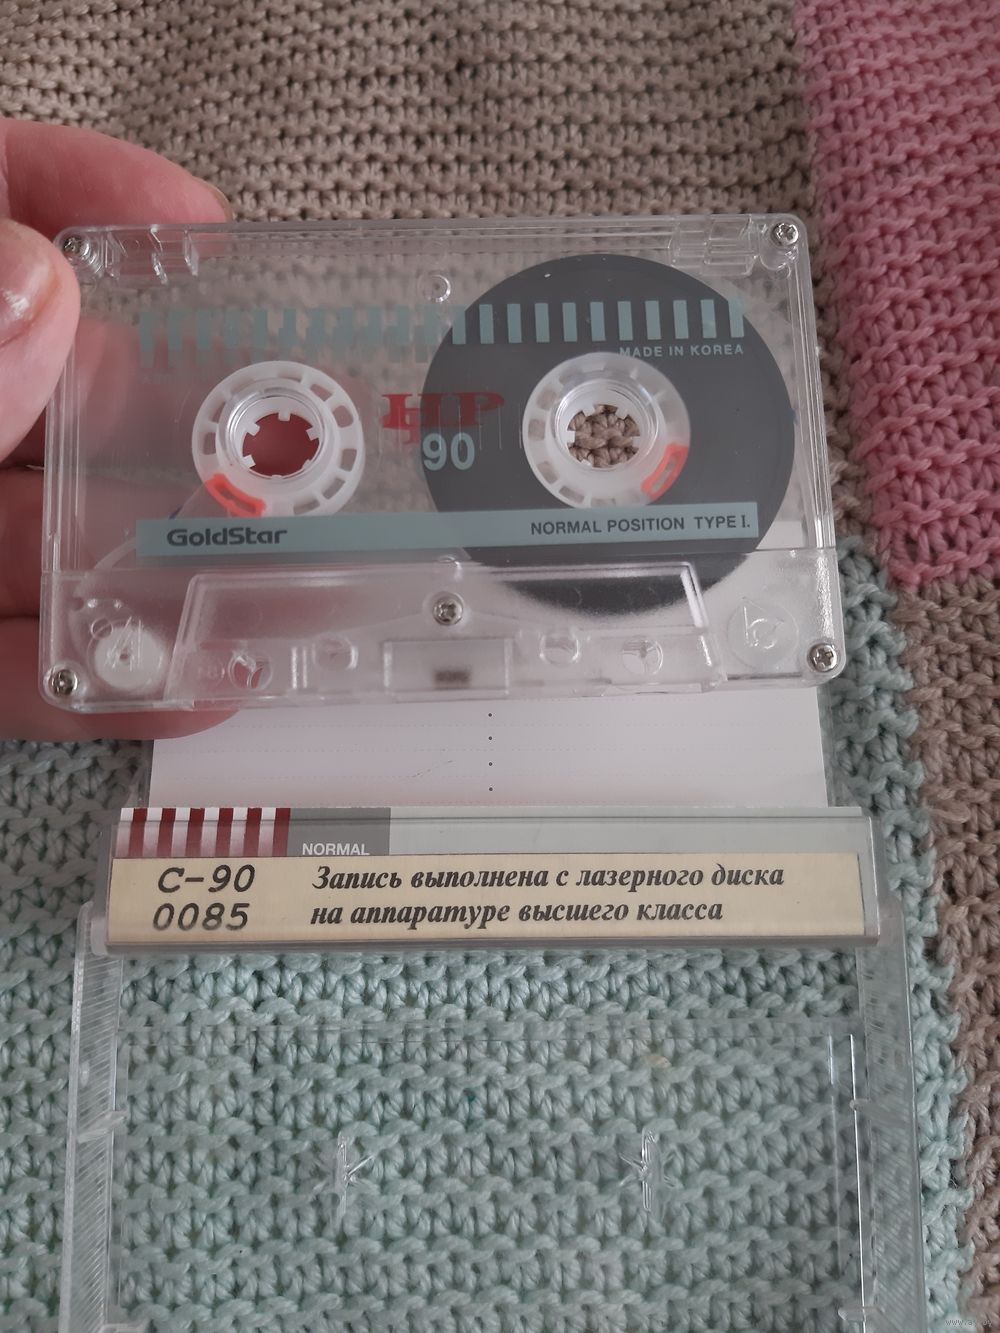 MADE IN KOREA
HP
90
GoldStar
NORMAL POSITION TYPE I.
NORMAL
C-90
Запись выполнена с лазерного диска
0085
на аппаратуре высшего класса